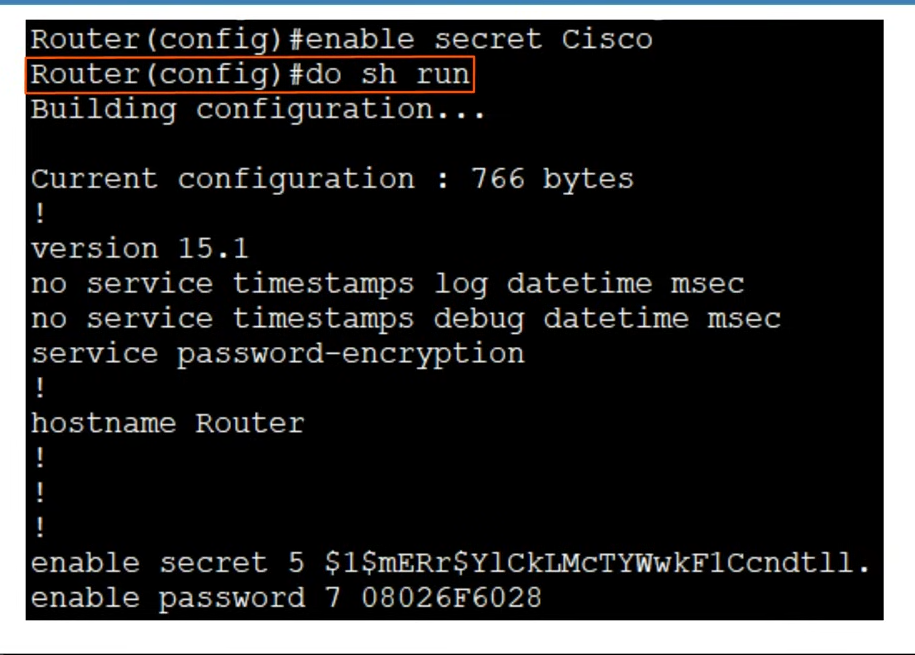 Router(config)#enable secret Cisco
Router(config)#do sh run
Building configuration...
Current configuration : 766 bytes
!
version 15.1
no service timestamps log datetime msec
no service timestamps debug datetime msec
service password-encryption
!
hostname Router
!
!
!
enable secret 5 $1$mERr$YlCkLMcTYWwkF1Ccndtll.
enable password 7 08026F6028